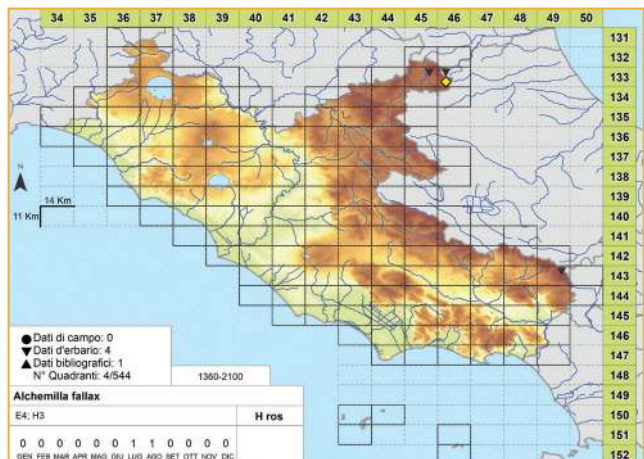 34 35 36 37 38 39 40 41 42 43 44 45 46 47 48 49 50
131
132
133
134
135
136
137
138
139
140
141
142
143
144
145
146
147
148
149
150
151
152
N
14 Km
11 Km
Dati di campo: 0
Dati d'erbario: 4
Dati bibliografici: 1
N° Quadranti: 4/544
1360-2100
Alchemilla fallax
E4; H3
H ros
0 0 0 0 0 0 1 1 0 0 0 0
GEN FEB MAR APR MAG GIU LUG AGO SET OTT NOV DIC